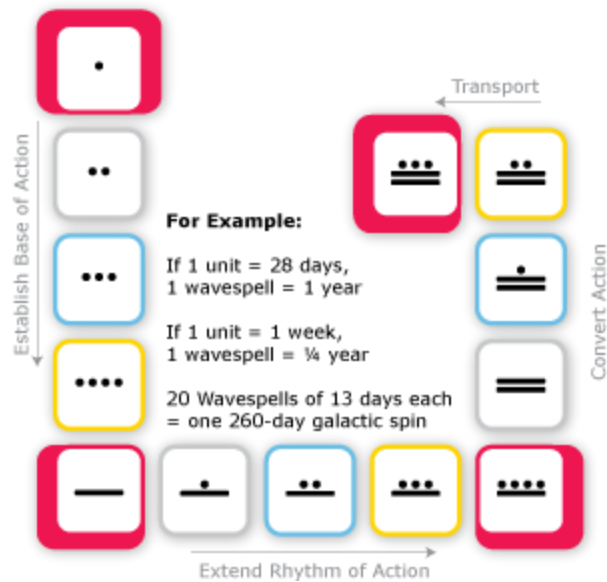 Transport
Establish Base of Action
For Example:
If 1 unit = 28 days,
1 wavespell = 1 year
If 1 unit = 1 week,
1 wavespell = ¼ year
20 Wavespells of 13 days each
= one 260-day galactic spin
Convert Action
Extend Rhythm of Action